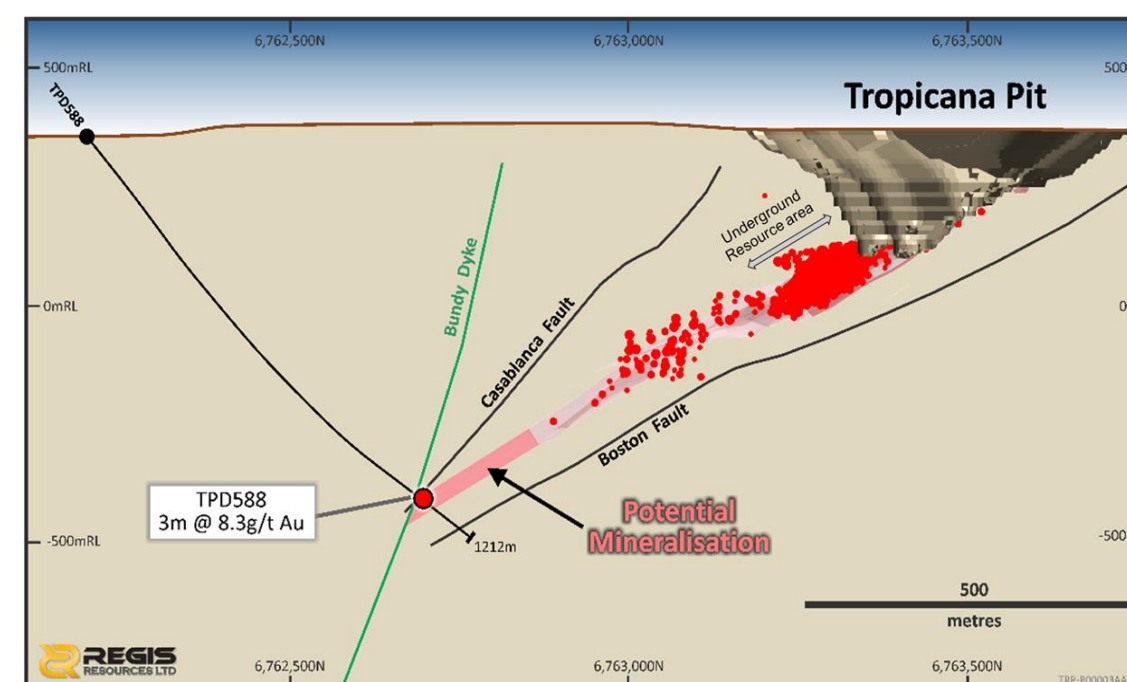 6,762,500N
6,763,000N
6,763,500N
500mRL
500
TPD588
Tropicana Pit
Underground
Resource area
Bundy Dyke
Casablanca Fault
0mRL
0
Boston Fault
TPD588
3m @ 8.3g/t Au
Potential
Mineralisation
-500mRL
-500
1212m
500
metres
REGIS
RESOURCES LTD
6,762,500N
6,763,000N
6,763,500N
TRP-P00003AA